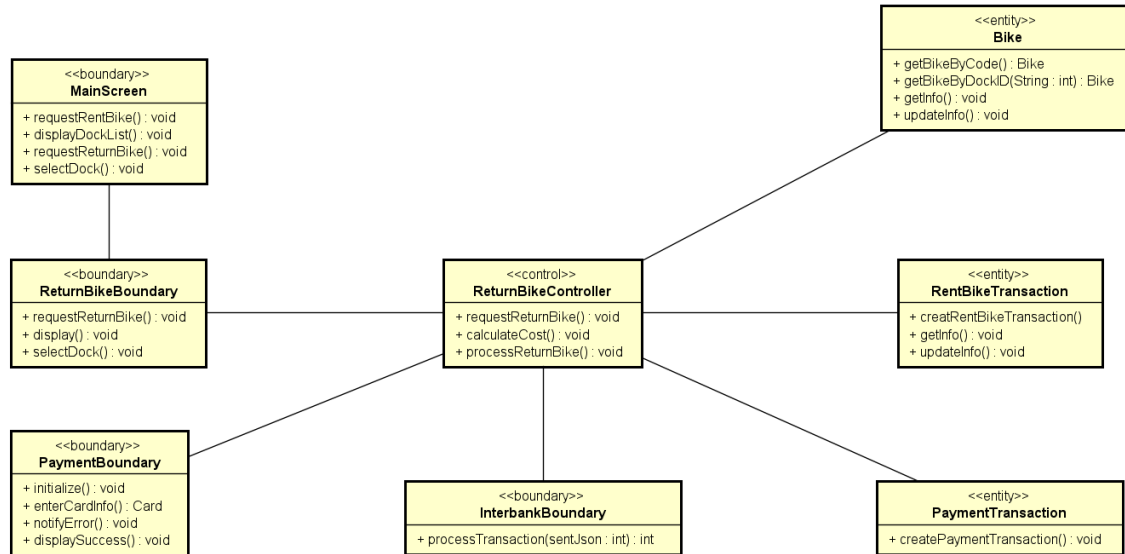 <<entity>>
Bike
+ getBikeByCode() : Bike
+ getBikeByDockID(String : int) : Bike
+ getInfo() : void
+ updateInfo() : void
<<boundary>>
MainScreen
+ requestRentBike() : void
+ displayDockList() : void
+ requestReturnBike() : void
+ selectDock() : void
<<boundary>>
ReturnBikeBoundary
+ requestReturnBike() : void
+ display() : void
+ selectDock() : void
<<control>>
ReturnBikeController
+ requestReturnBike() : void
+ calculateCost() : void
+ processReturnBike() : void
<<entity>>
RentBikeTransaction
+ creatRentBikeTransaction()
+ getInfo() : void
+ updateInfo() : void
<<boundary>>
PaymentBoundary
+ initialize() : void
+ enterCardInfo() : Card
+ notifyError() : void
+ displaySuccess() : void
<<boundary>>
InterbankBoundary
+ processTransaction(sentJson : int) : int
<<entity>>
PaymentTransaction
+ createPaymentTransaction() : void